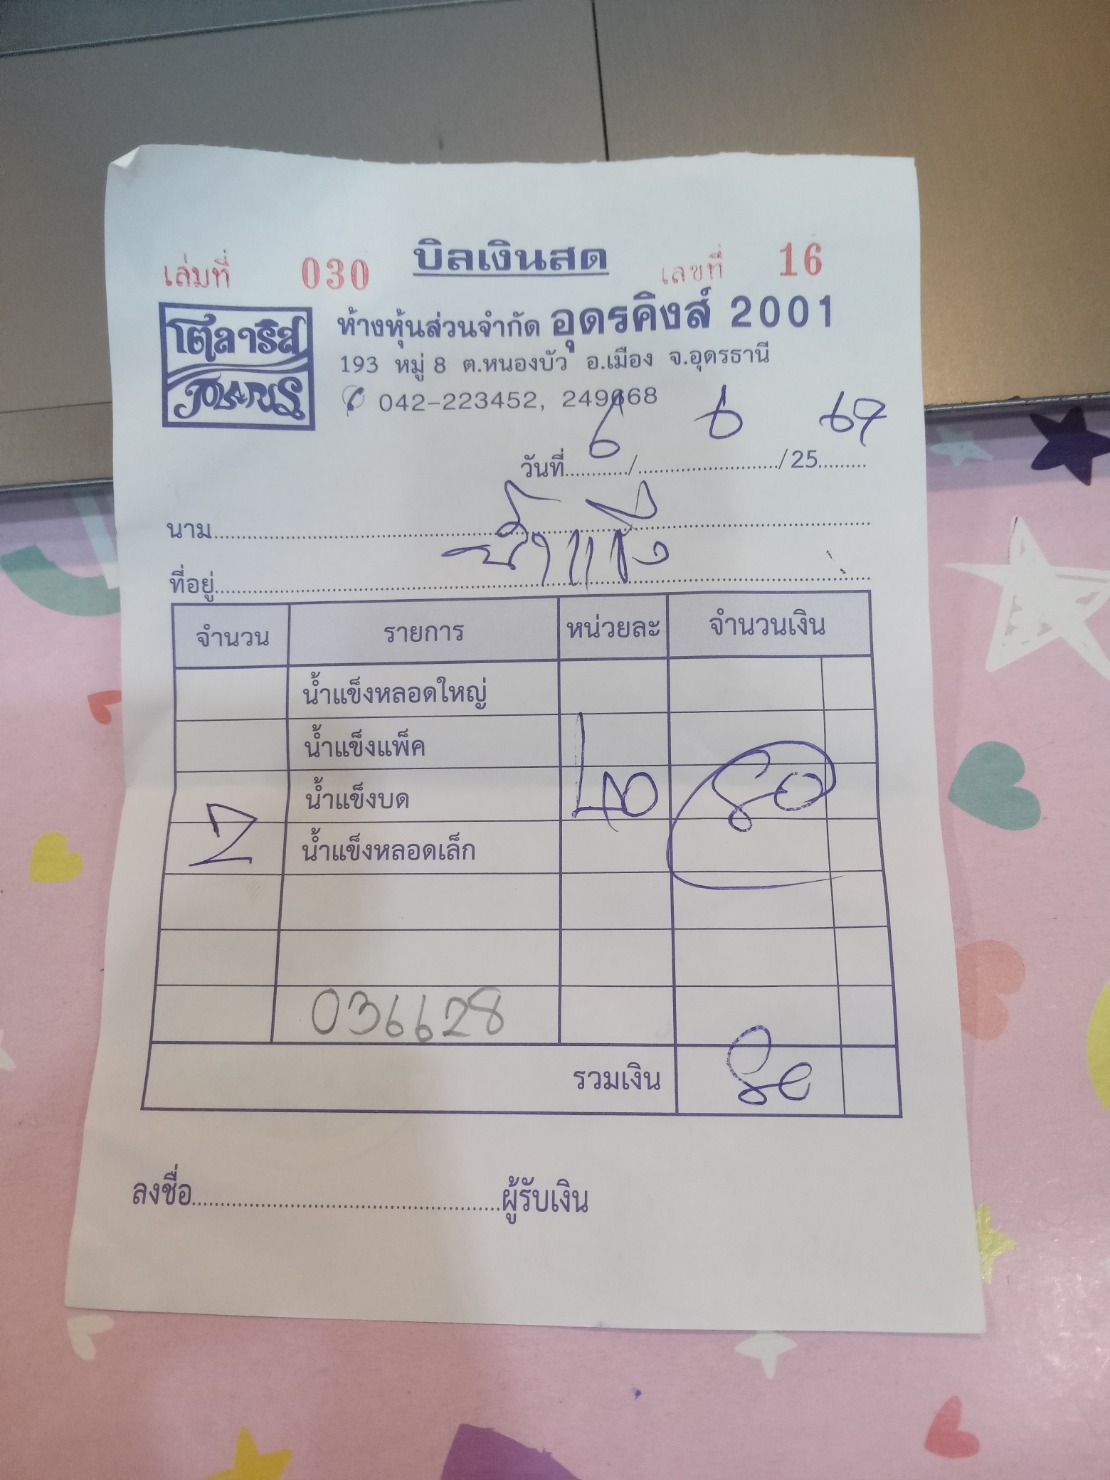 บิลเงินสด
เล่มที่ 030 เลขที่ 16
โตลาริส
POLARIS
ห้างหุ้นส่วนจำกัด อุดรคิงส์ 2001
193 หมู่ 8 ต.หนองบัว อ.เมือง จ.อุดรธานี
042-223452, 249668
วันที่ 6 / 6 / 25 69
นาม น้ำแข็ง
ที่อยู่
จำนวน รายการ หน่วยละ จำนวนเงิน
น้ำแข็งหลอดใหญ่
น้ำแข็งแพ็ค
น้ำแข็งบด 40 80
2 น้ำแข็งหลอดเล็ก
036628
รวมเงิน 80
ลงชื่อ ผู้รับเงิน